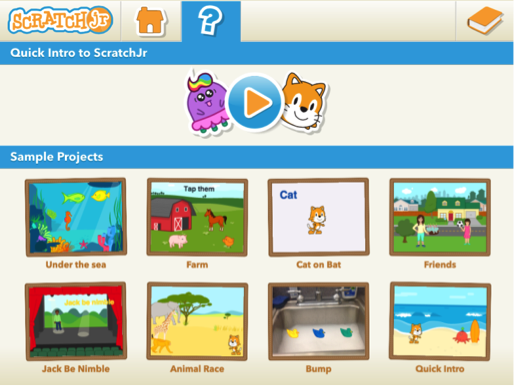 SCRATCHJr
?
Quick Intro to ScratchJr
Sample Projects
Tap them
Cat
Under the sea
Farm
Cat on Bat
Friends
Jack be nimble
Jack Be Nimble
Animal Race
Bump
Quick Intro